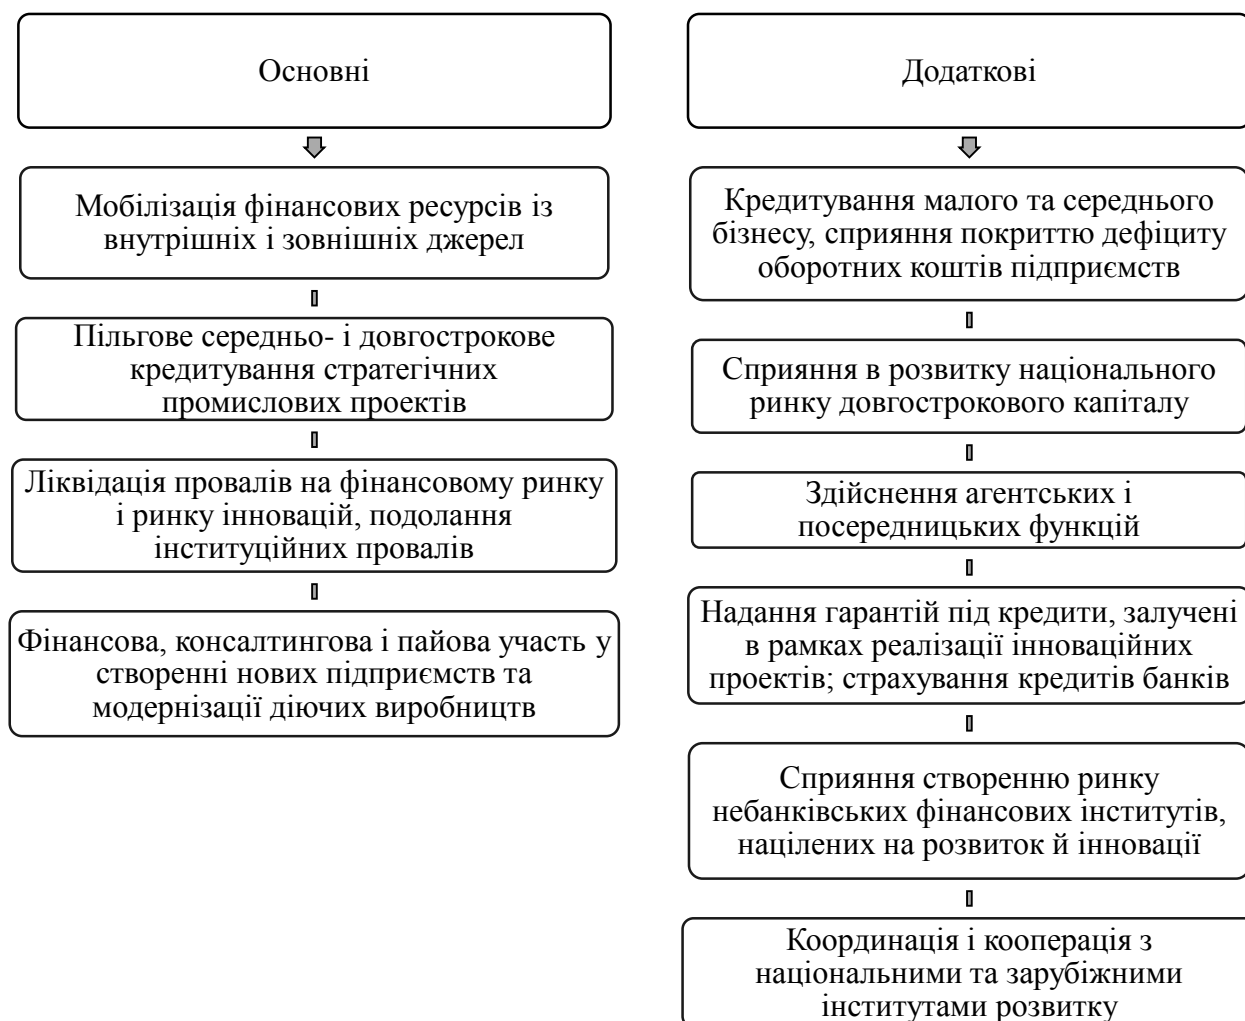 Основні
Мобілізація фінансових ресурсів із
внутрішніх і зовнішніх джерел
Пільгове середньо- і довгострокове
кредитування стратегічних
промислових проектів
Ліквідація провалів на фінансовому ринку
і ринку інновацій, подолання
інституційних провалів
Фінансова, консалтингова і пайова участь у
створенні нових підприємств та
модернізації діючих виробництв
Додаткові
Кредитування малого та середнього
бізнесу, сприяння покриттю дефіциту
оборотних коштів підприємств
Сприяння в розвитку національного
ринку довгострокового капіталу
Здійснення агентських і
посередницьких функцій
Надання гарантій під кредити, залучені
в рамках реалізації інноваційних
проектів; страхування кредитів банків
Сприяння створенню ринку
небанківських фінансових інститутів,
націлених на розвиток й інновації
Координація і кооперація з
національними та зарубіжними
інститутами розвитку